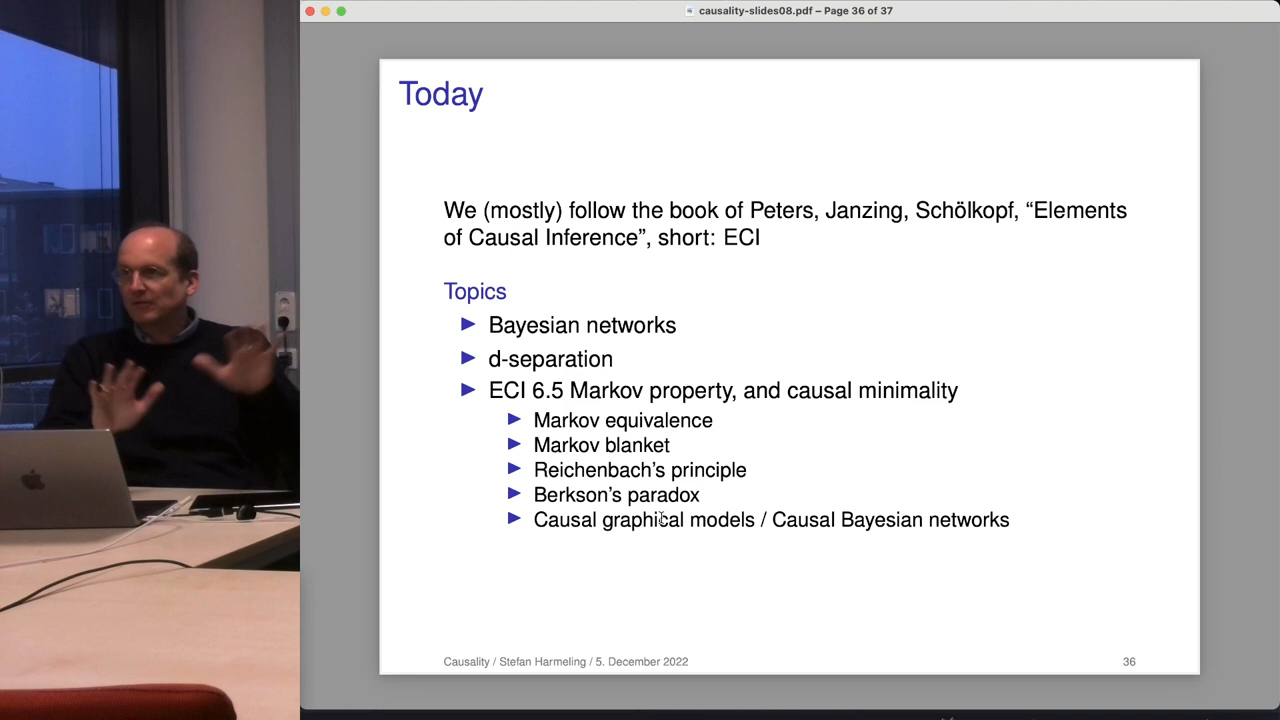 causality-slides08.pdf – Page 36 of 37
Today
We (mostly) follow the book of Peters, Janzing, Schölkopf, “Elements
of Causal Inference”, short: ECI
Topics
Bayesian networks
d-separation
ECI 6.5 Markov property, and causal minimality
Markov equivalence
Markov blanket
Reichenbach’s principle
Berkson’s paradox
Causal graphical models / Causal Bayesian networks
Causality / Stefan Harmeling / 5. December 2022
36